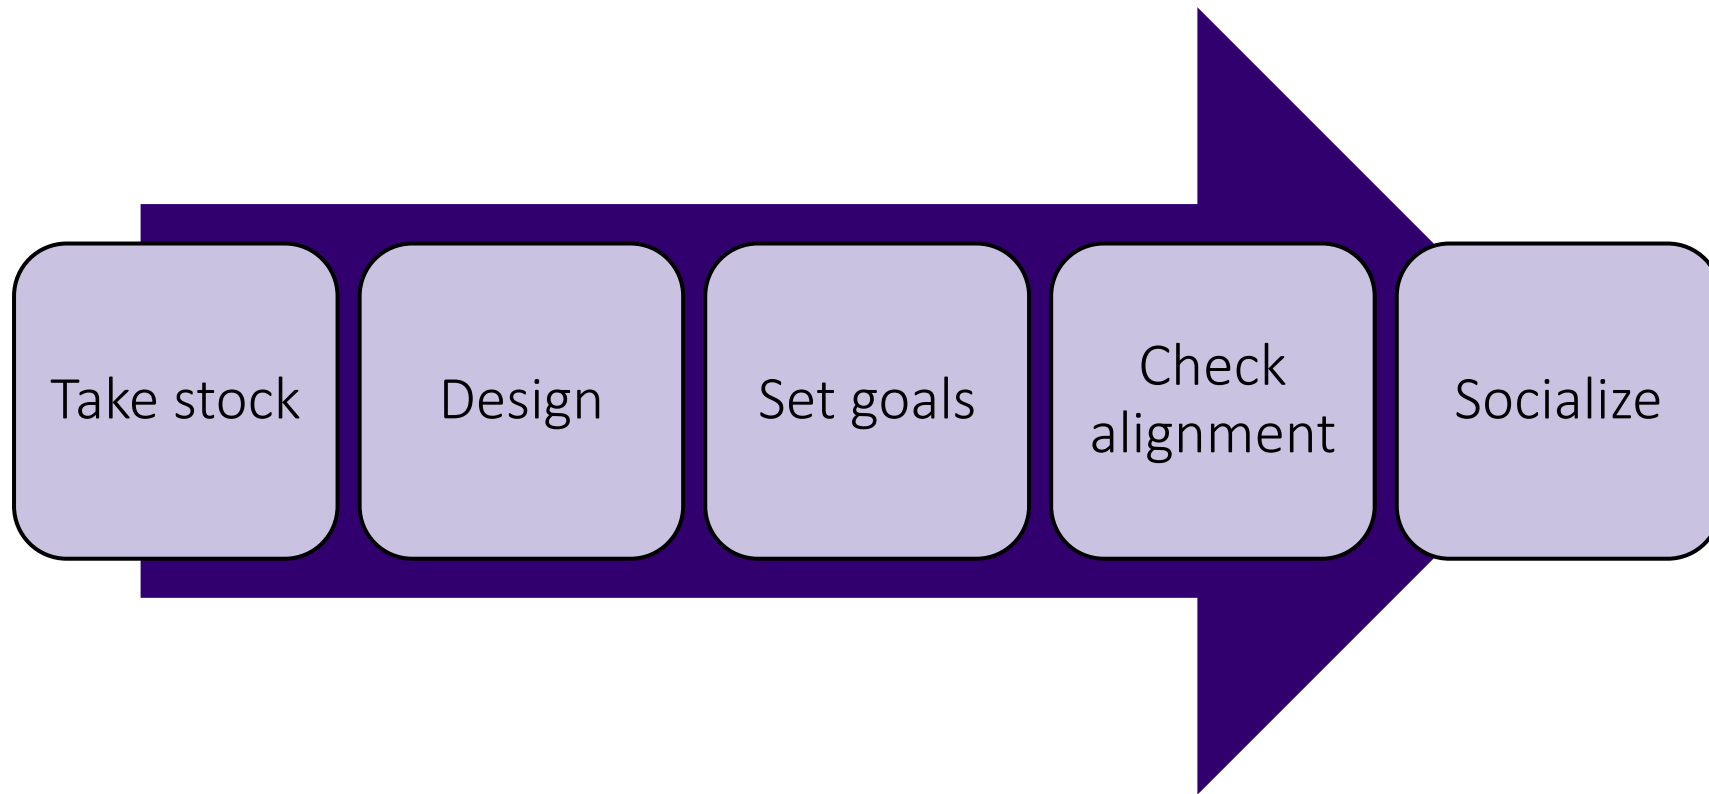 Take stock
Design
Set goals
Check
alignment
Socialize